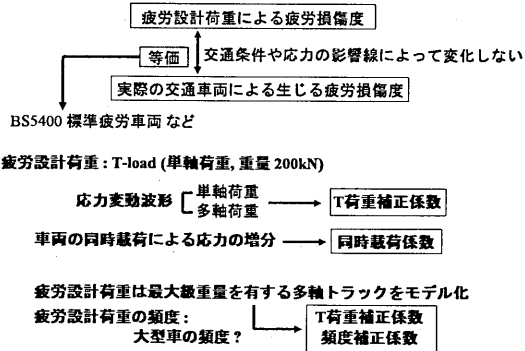 疲労設計荷重による疲労損傷度
等価
交通条件や応力の影響線によって変化しない
実際の交通車両による生じる疲労損傷度
BS5400 標準疲労車両 など
疲労設計荷重 : T-load (単軸荷重, 重量 200kN)
応力変動波形
単軸荷重
多軸荷重
T荷重補正係数
車両の同時載荷による応力の増分
同時載荷係数
疲労設計荷重は最大級重量を有する多軸トラックをモデル化
疲労設計荷重の頻度 :
大型車の頻度 ?
T荷重補正係数
頻度補正係数